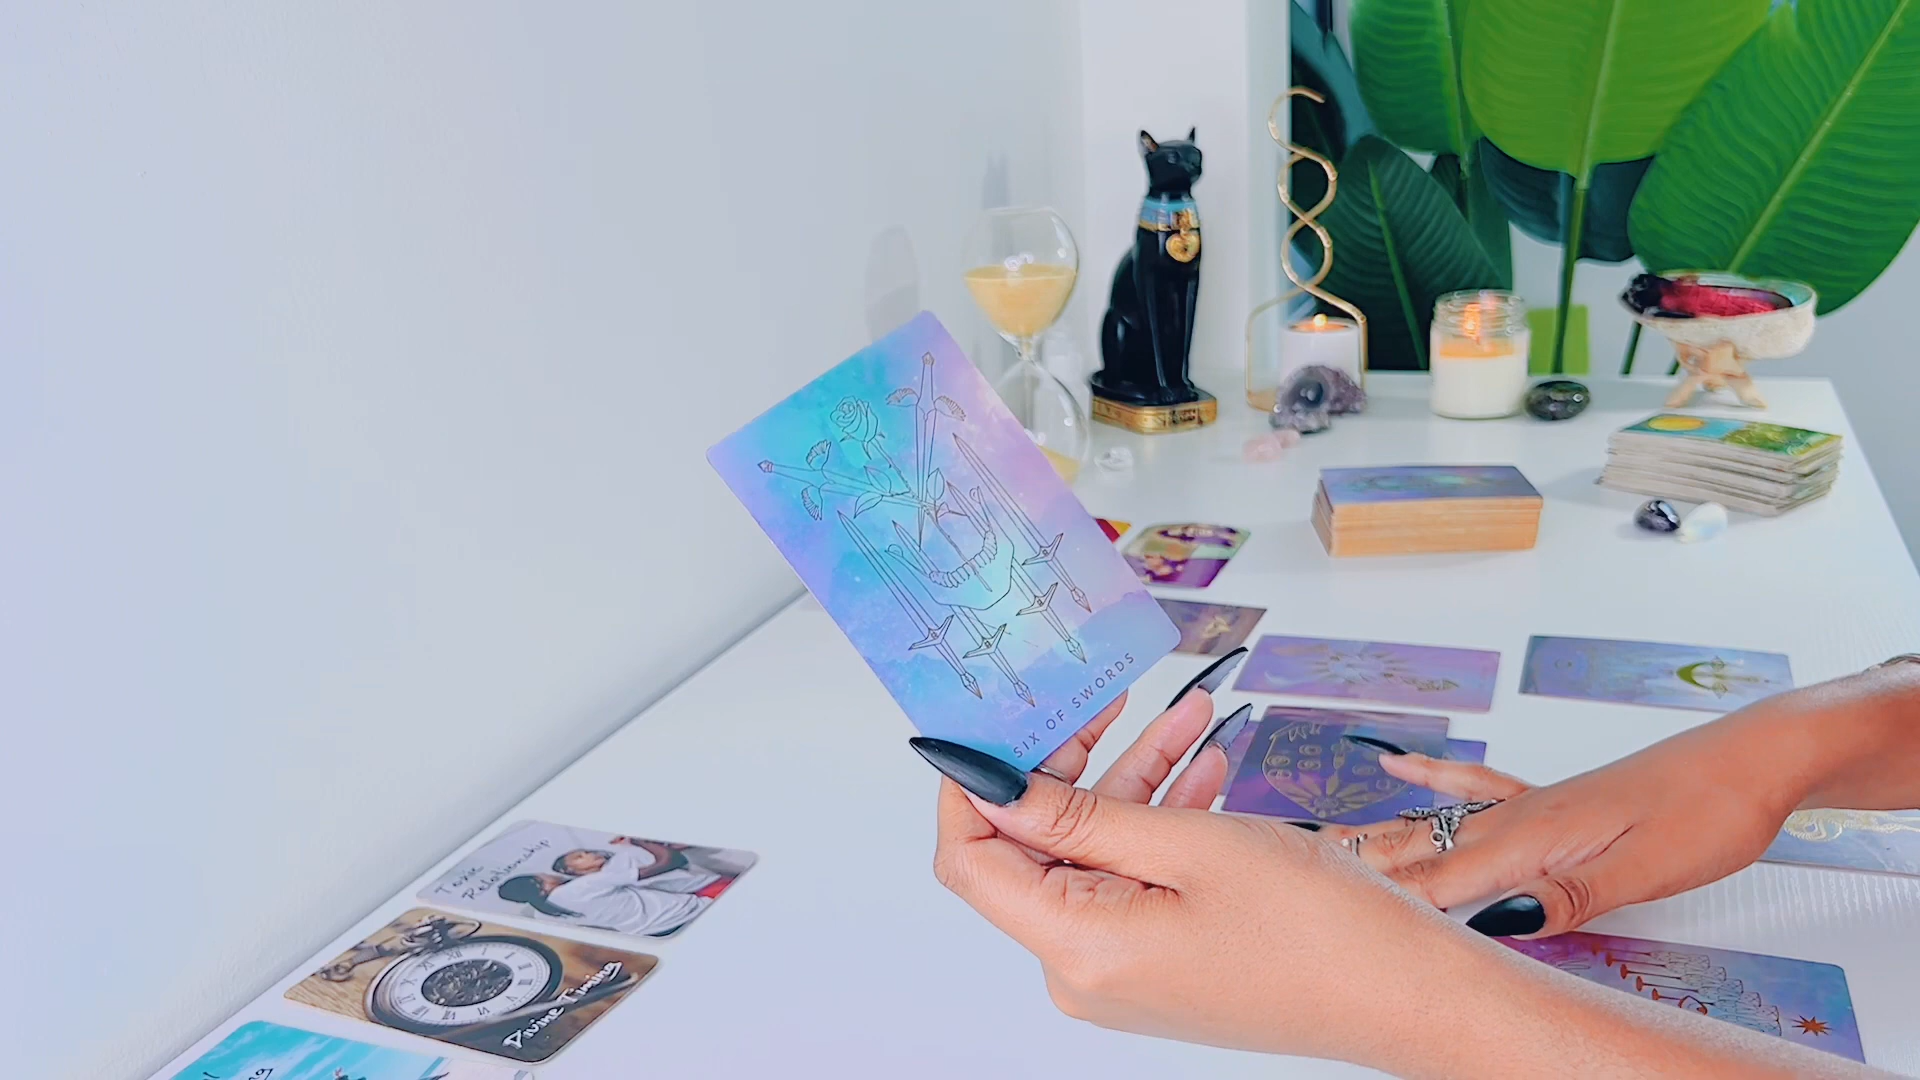 SIX OF SWORDS
Toxic
Relationship
Divine Timing